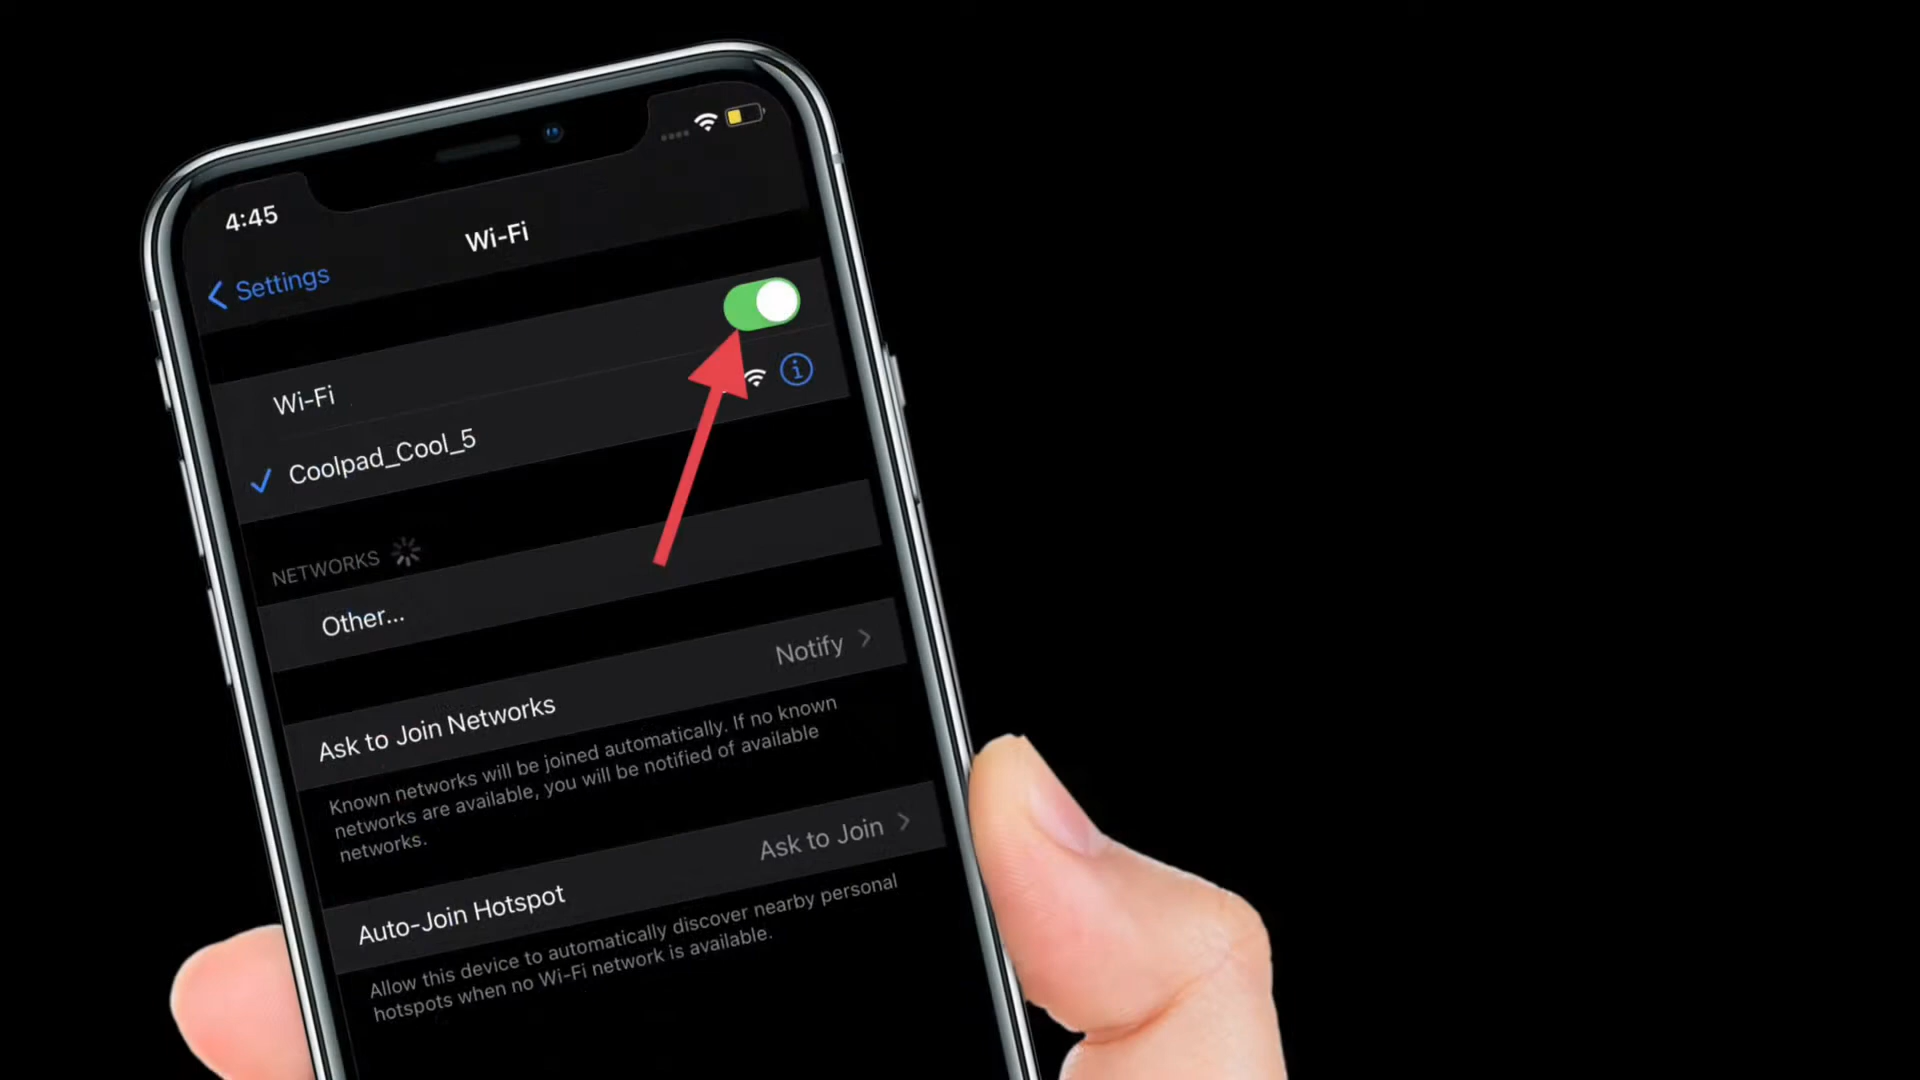 4:45
Settings
Wi-Fi
Wi-Fi
Coolpad_Cool_5
NETWORKS
Other...
Ask to Join Networks
Notify
Known networks will be joined automatically. If no known
networks are available, you will be notified of available
networks.
Auto-Join Hotspot
Ask to Join
Allow this device to automatically discover nearby personal
hotspots when no Wi-Fi network is available.